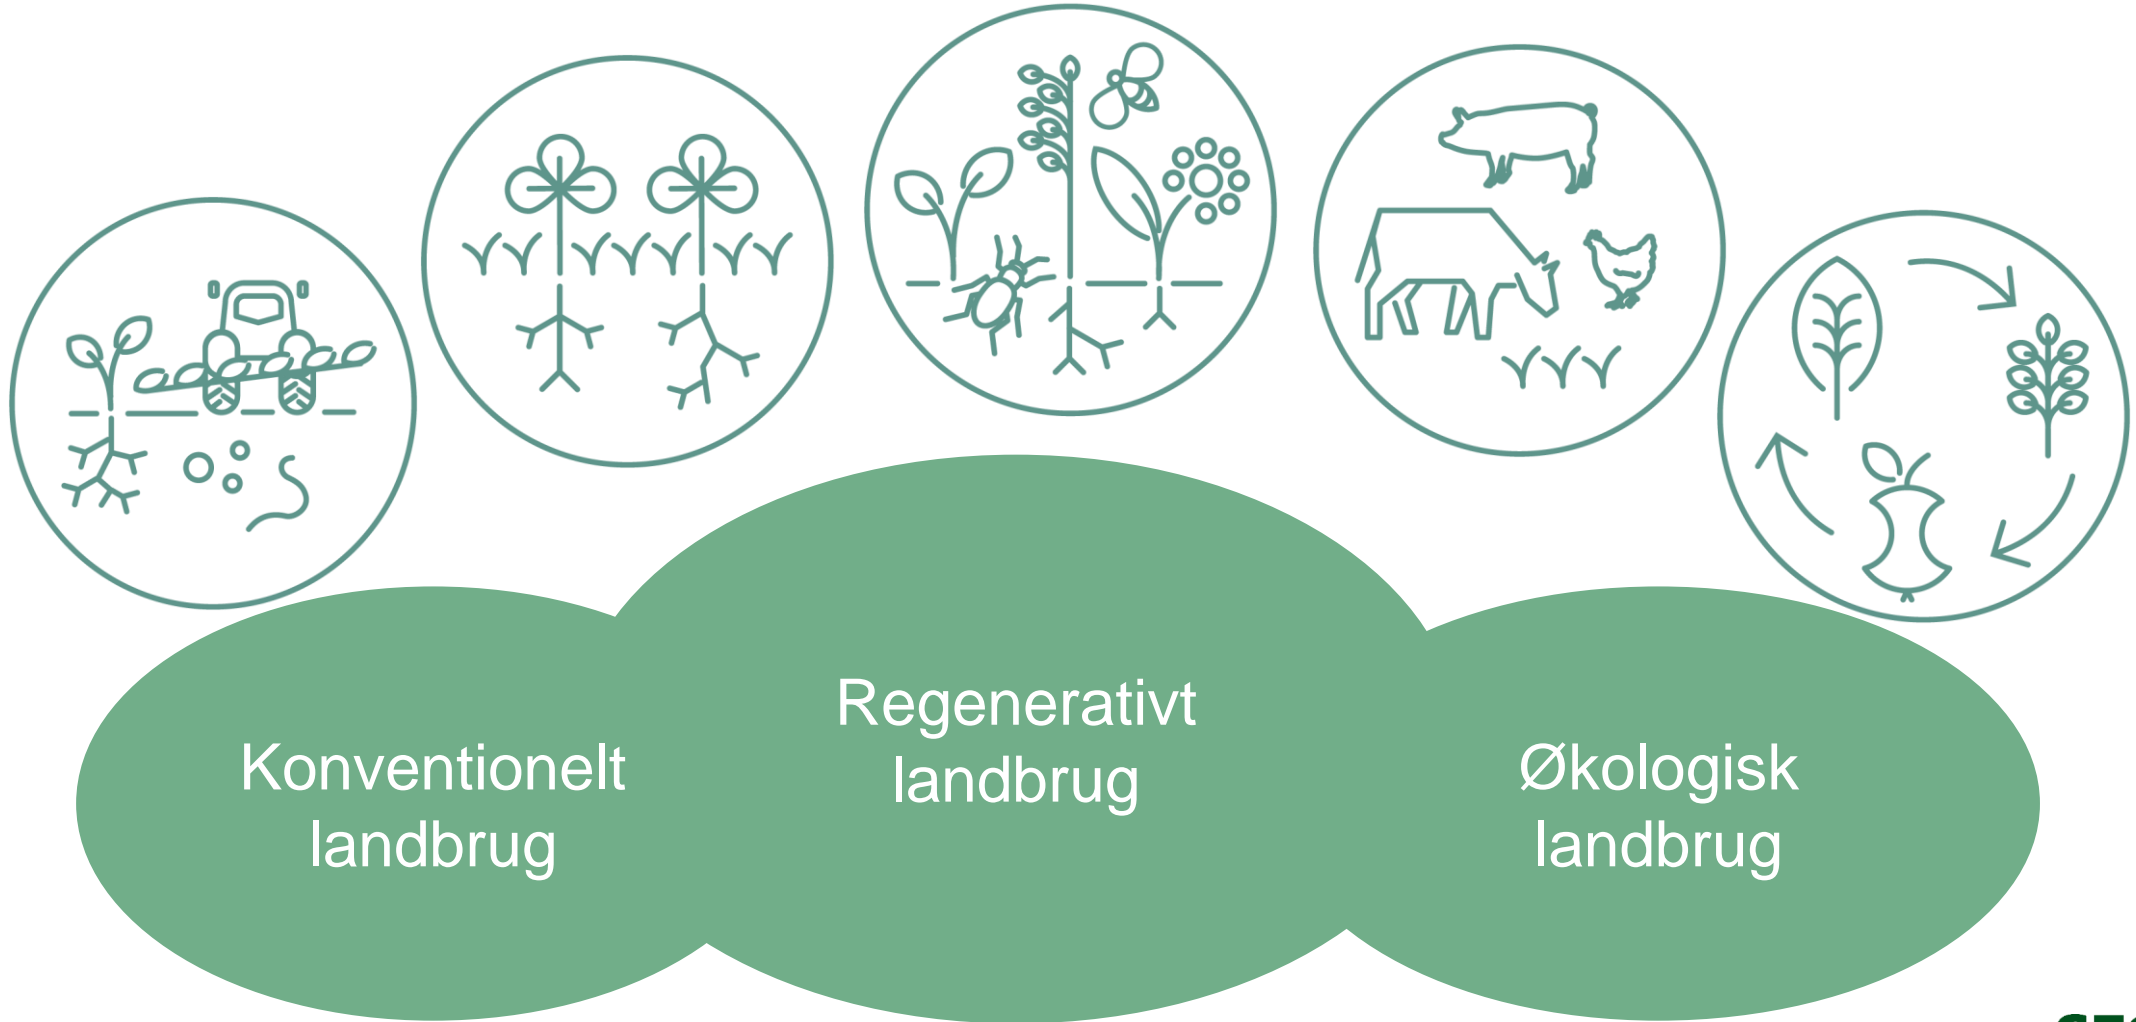 Konventionelt
landbrug
Regenerativt
landbrug
Økologisk
landbrug